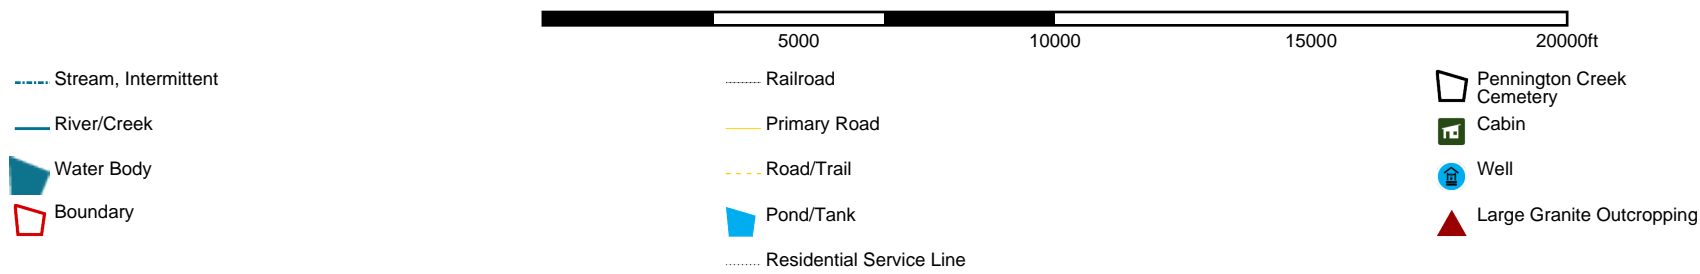 5000 10000 15000 20000ft
Stream, Intermittent
River/Creek
Water Body
Boundary
Railroad
Primary Road
Road/Trail
Pond/Tank
Residential Service Line
Pennington Creek
Cemetery
Cabin
Well
Large Granite Outcropping